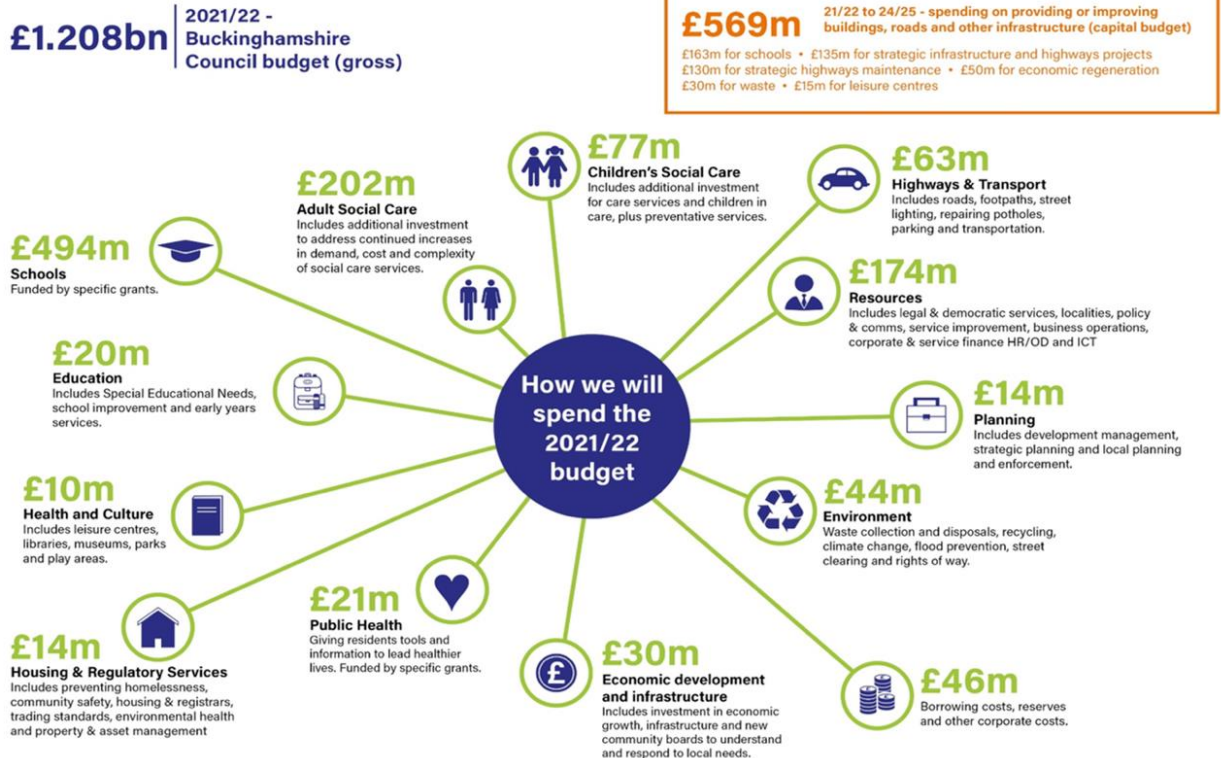 £1.208bn
2021/22 -
Buckinghamshire
Council budget (gross)
£569m
21/22 to 24/25 - spending on providing or improving
buildings, roads and other infrastructure (capital budget)
£163m for schools • £135m for strategic infrastructure and highways projects
£130m for strategic highways maintenance • £50m for economic regeneration
£30m for waste • £15m for leisure centres
£494m
Schools
Funded by specific grants.
£202m
Adult Social Care
Includes additional investment
to address continued increases
in demand, cost and complexity
of social care services.
£77m
Children's Social Care
Includes additional investment
for care services and children in
care, plus preventative services.
£63m
Highways & Transport
Includes roads, footpaths, street
lighting, repairing potholes,
parking and transportation.
£174m
Resources
Includes legal & democratic services, localities, policy
& comms, service improvement, business operations,
corporate & service finance HR/OD and ICT
£20m
Education
Includes Special Educational Needs,
school improvement and early years
services.
How we will
spend the
2021/22
budget
£14m
Planning
Includes development management,
strategic planning and local planning
and enforcement.
£10m
Health and Culture
Includes leisure centres,
libraries, museums, parks
and play areas.
£44m
Environment
Waste collection and disposals, recycling,
climate change, flood prevention, street
clearing and rights of way.
£14m
Housing & Regulatory Services
Includes preventing homelessness,
community safety, housing & registrars,
trading standards, environmental health
and property & asset management
£21m
Public Health
Giving residents tools and
information to lead healthier
lives. Funded by specific grants.
£
£30m
Economic development
and infrastructure
Includes investment in economic
growth, infrastructure and new
community boards to understand
and respond to local needs.
£46m
Borrowing costs, reserves
and other corporate costs.